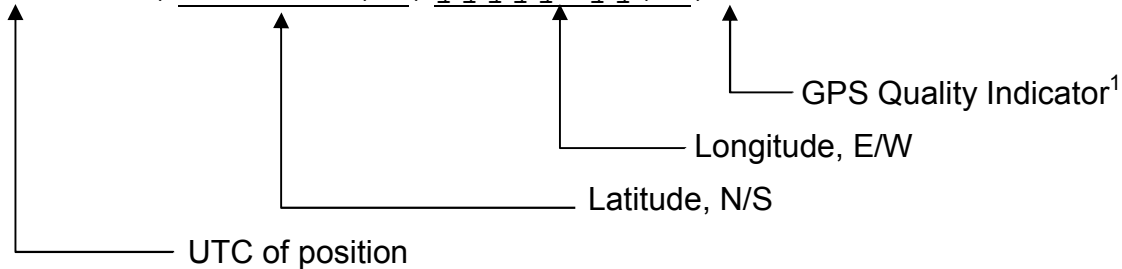 GPS Quality Indicator¹
Longitude, E/W
Latitude, N/S
UTC of position